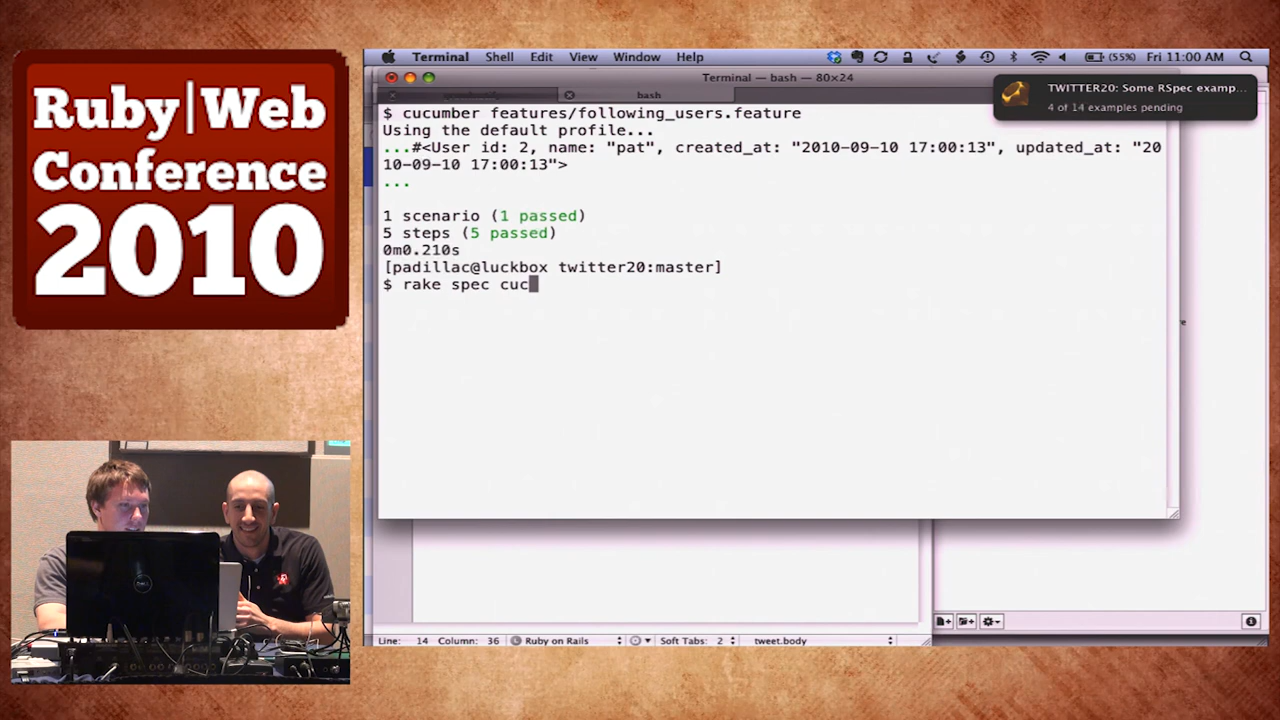 Ruby|Web
Conference
2010
Terminal Shell Edit View Window Help
(55%) Fri 11:00 AM
Terminal — bash — 80×24
bash
TWITTER20: Some RSpec examp...
4 of 14 examples pending
$ cucumber features/following_users.feature
Using the default profile...
...#<User id: 2, name: "pat", created_at: "2010-09-10 17:00:13", updated_at: "20
10-09-10 17:00:13">
...
1 scenario (1 passed)
5 steps (5 passed)
0m0.210s
[padillac@luckbox twitter20:master]
$ rake spec cuc
Line: 14 Column: 36 Ruby on Rails Soft Tabs: 2 tweet.body
DELL